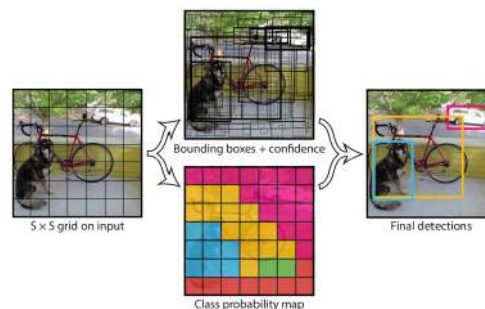 Bounding boxes + confidence
S × S grid on input
Final detections
Class probability map